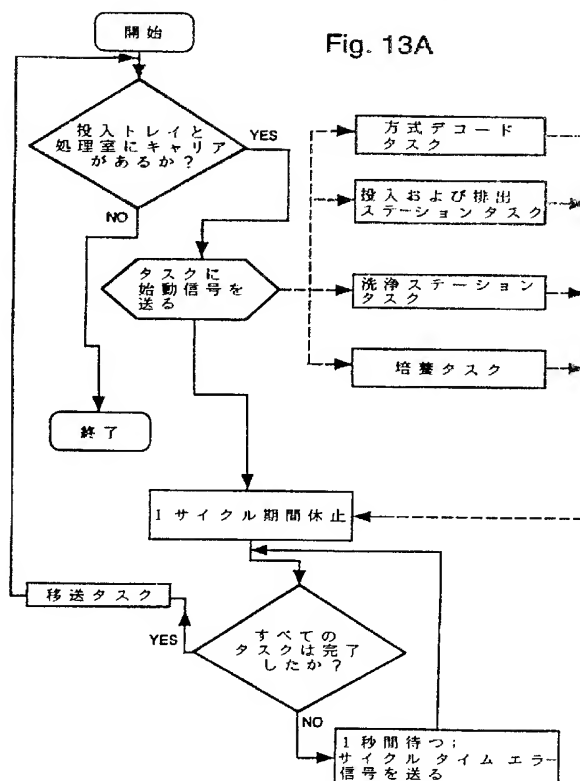 Fig. 13A
開始
投入トレイと
処理室にキャリア
があるか？
YES
NO
タスクに
始動信号を
送る
方式デコード
タスク
投入および排出
ステーションタスク
洗浄ステーション
タスク
培養タスク
終了
1サイクル期間休止
移送タスク
YES
すべての
タスクは完了
したか？
NO
1秒間待つ；
サイクル タイム エラー
信号を送る